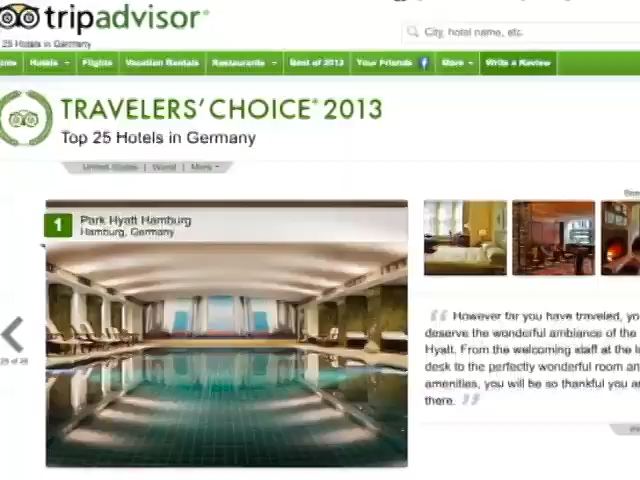 tripadvisor®
25 Hotels in Germany
City, hotel name, etc.
ome Hotels Flights Vacation Rentals Restaurants Best of 2013 Your Friends More Write a Review
TRAVELERS' CHOICE® 2013
Top 25 Hotels in Germany
United States | World | More
1 Park Hyatt Hamburg
Hamburg, Germany
“ However far you have traveled, yo
deserve the wonderful ambiance of the
Hyatt. From the welcoming staff at the
desk to the perfectly wonderful room an
amenities, you will be so thankful you a
there. ”